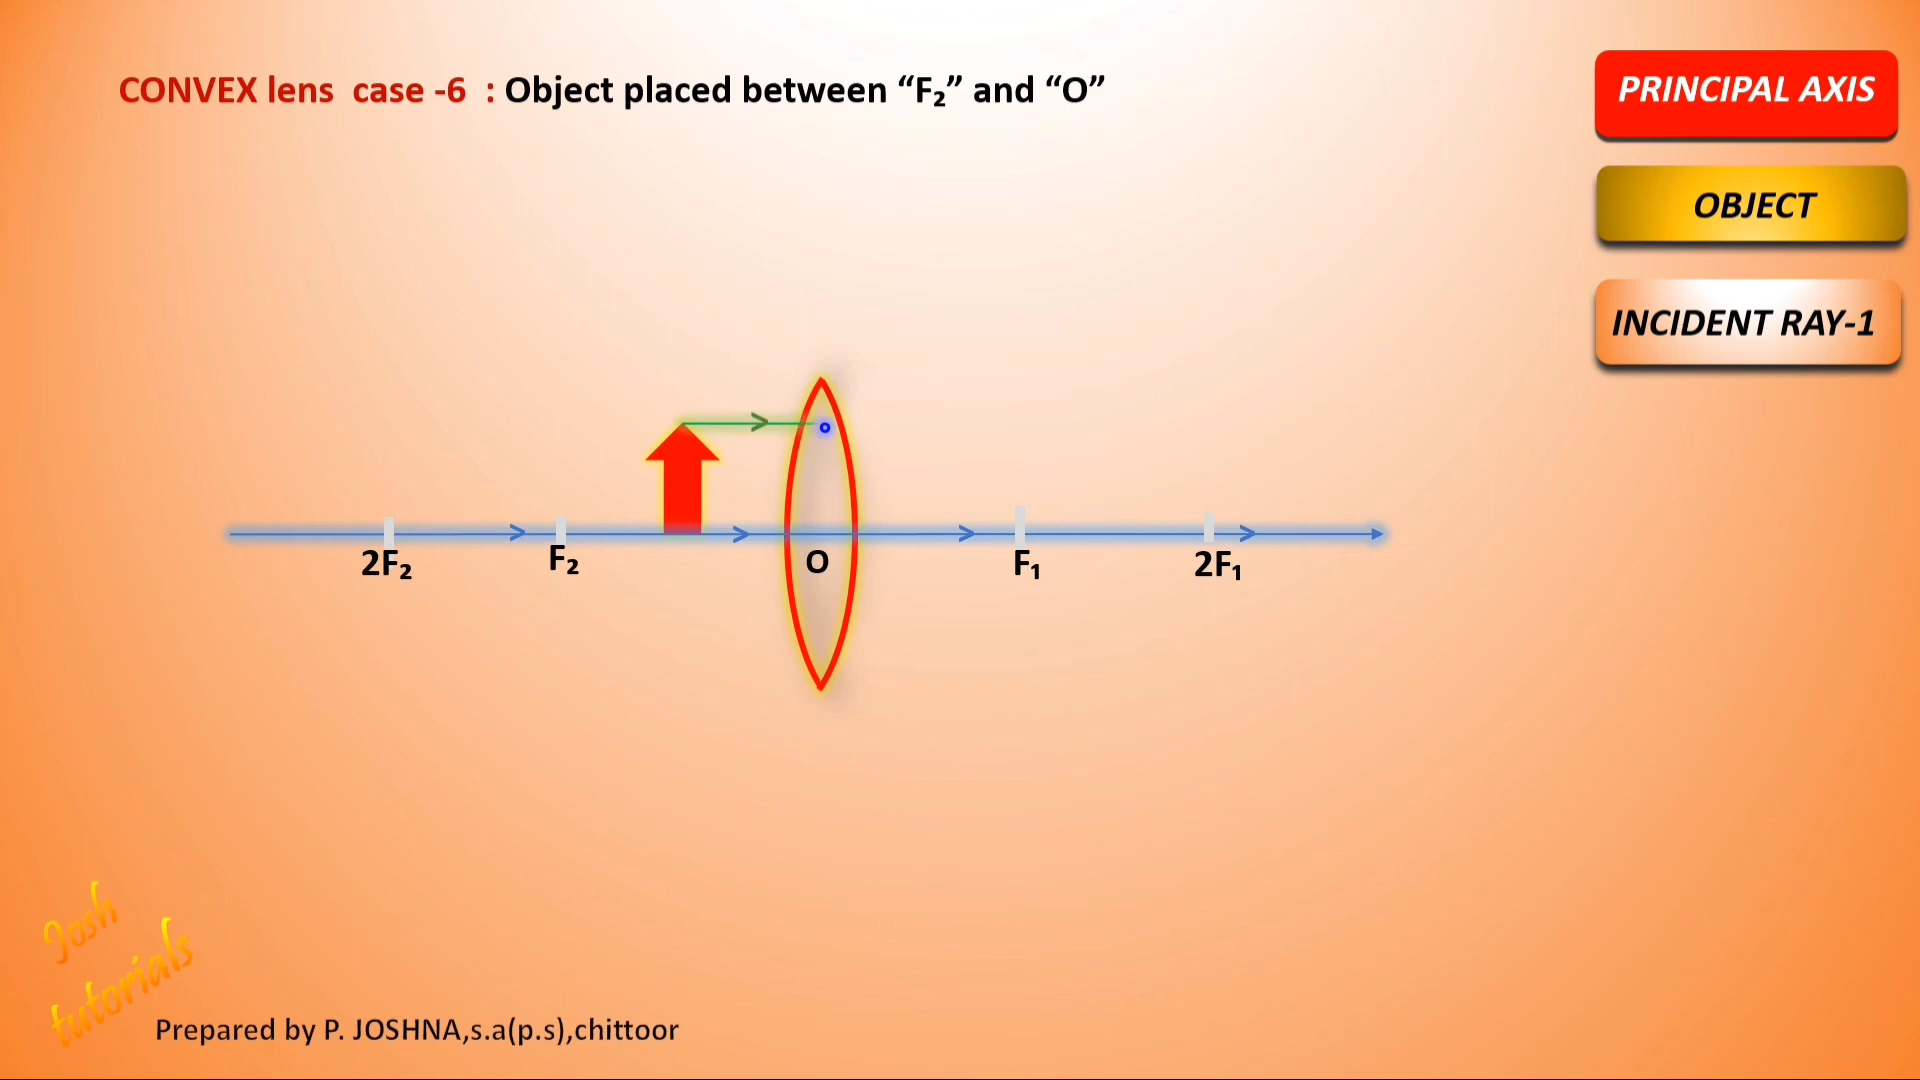 CONVEX lens case -6 : Object placed between “F₂” and “O”
PRINCIPAL AXIS
OBJECT
INCIDENT RAY-1
2F₂
F₂
O
F₁
2F₁
Josh
tutorials
Prepared by P. JOSHNA,s.a(p.s),chittoor